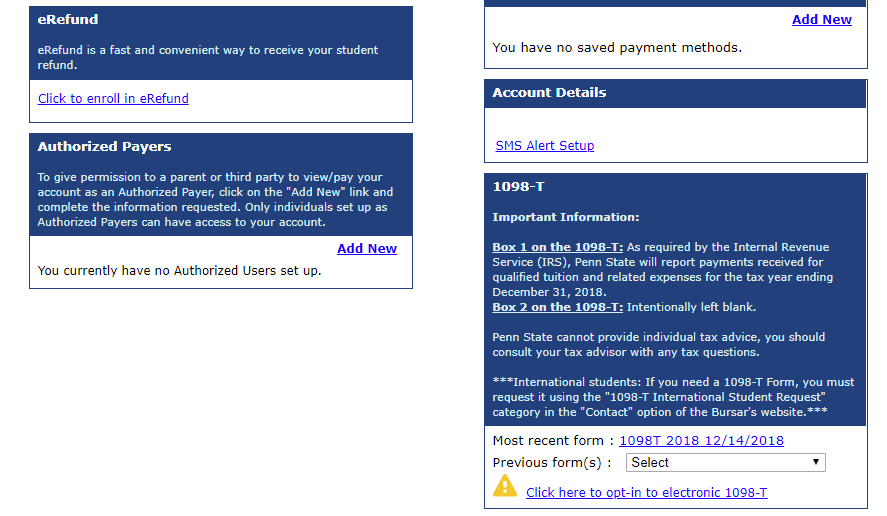 eRefund
eRefund is a fast and convenient way to receive your student
refund.
Click to enroll in eRefund
Authorized Payers
To give permission to a parent or third party to view/pay your
account as an Authorized Payer, click on the "Add New" link and
complete the information requested. Only individuals set up as
Authorized Payers can have access to your account.
Add New
You currently have no Authorized Users set up.
Add New
You have no saved payment methods.
Account Details
SMS Alert Setup
1098-T
Important Information:
Box 1 on the 1098-T: As required by the Internal Revenue
Service (IRS), Penn State will report payments received for
qualified tuition and related expenses for the tax year ending
December 31, 2018.
Box 2 on the 1098-T: Intentionally left blank.
Penn State cannot provide individual tax advice, you should
consult your tax advisor with any tax questions.
***International students: If you need a 1098-T Form, you must
request it using the "1098-T International Student Request"
category in the "Contact" option of the Bursar's website.***
Most recent form : 1098T 2018 12/14/2018
Previous form(s) : Select
Click here to opt-in to electronic 1098-T